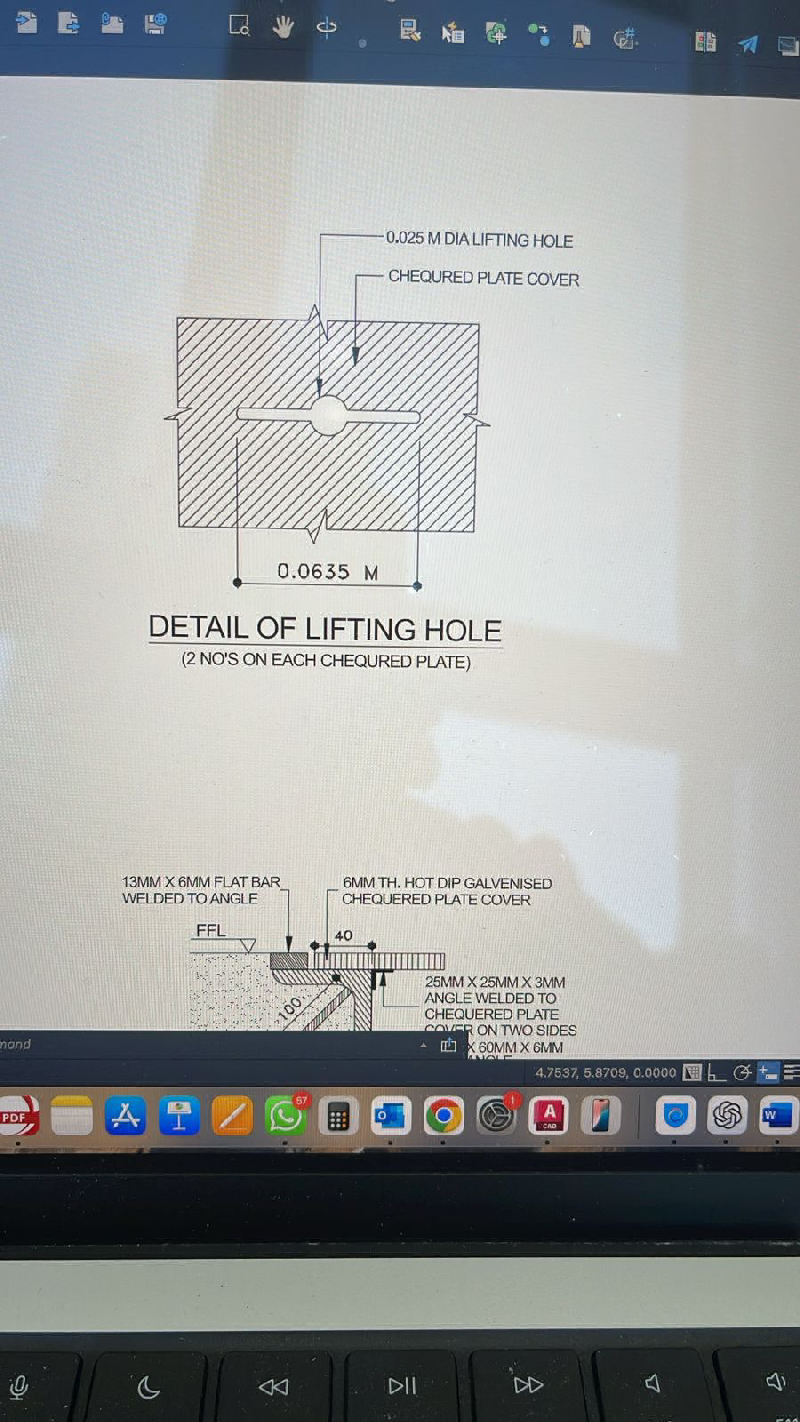 0.025 M DIA LIFTING HOLE
CHEQURED PLATE COVER
0.0635 M
DETAIL OF LIFTING HOLE
(2 NO'S ON EACH CHEQURED PLATE)
13MM X 6MM FLAT BAR
WELDED TO ANGLE
6MM TH. HOT DIP GALVENISED
CHEQUERED PLATE COVER
FFL
40
100
25MM X 25MM X 3MM
ANGLE WELDED TO
CHEQUERED PLATE
COVER ON TWO SIDES
X 60MM X 6MM
mand
4.7537, 5.8709, 0.0000
PDF
67
1
A
CAD
W